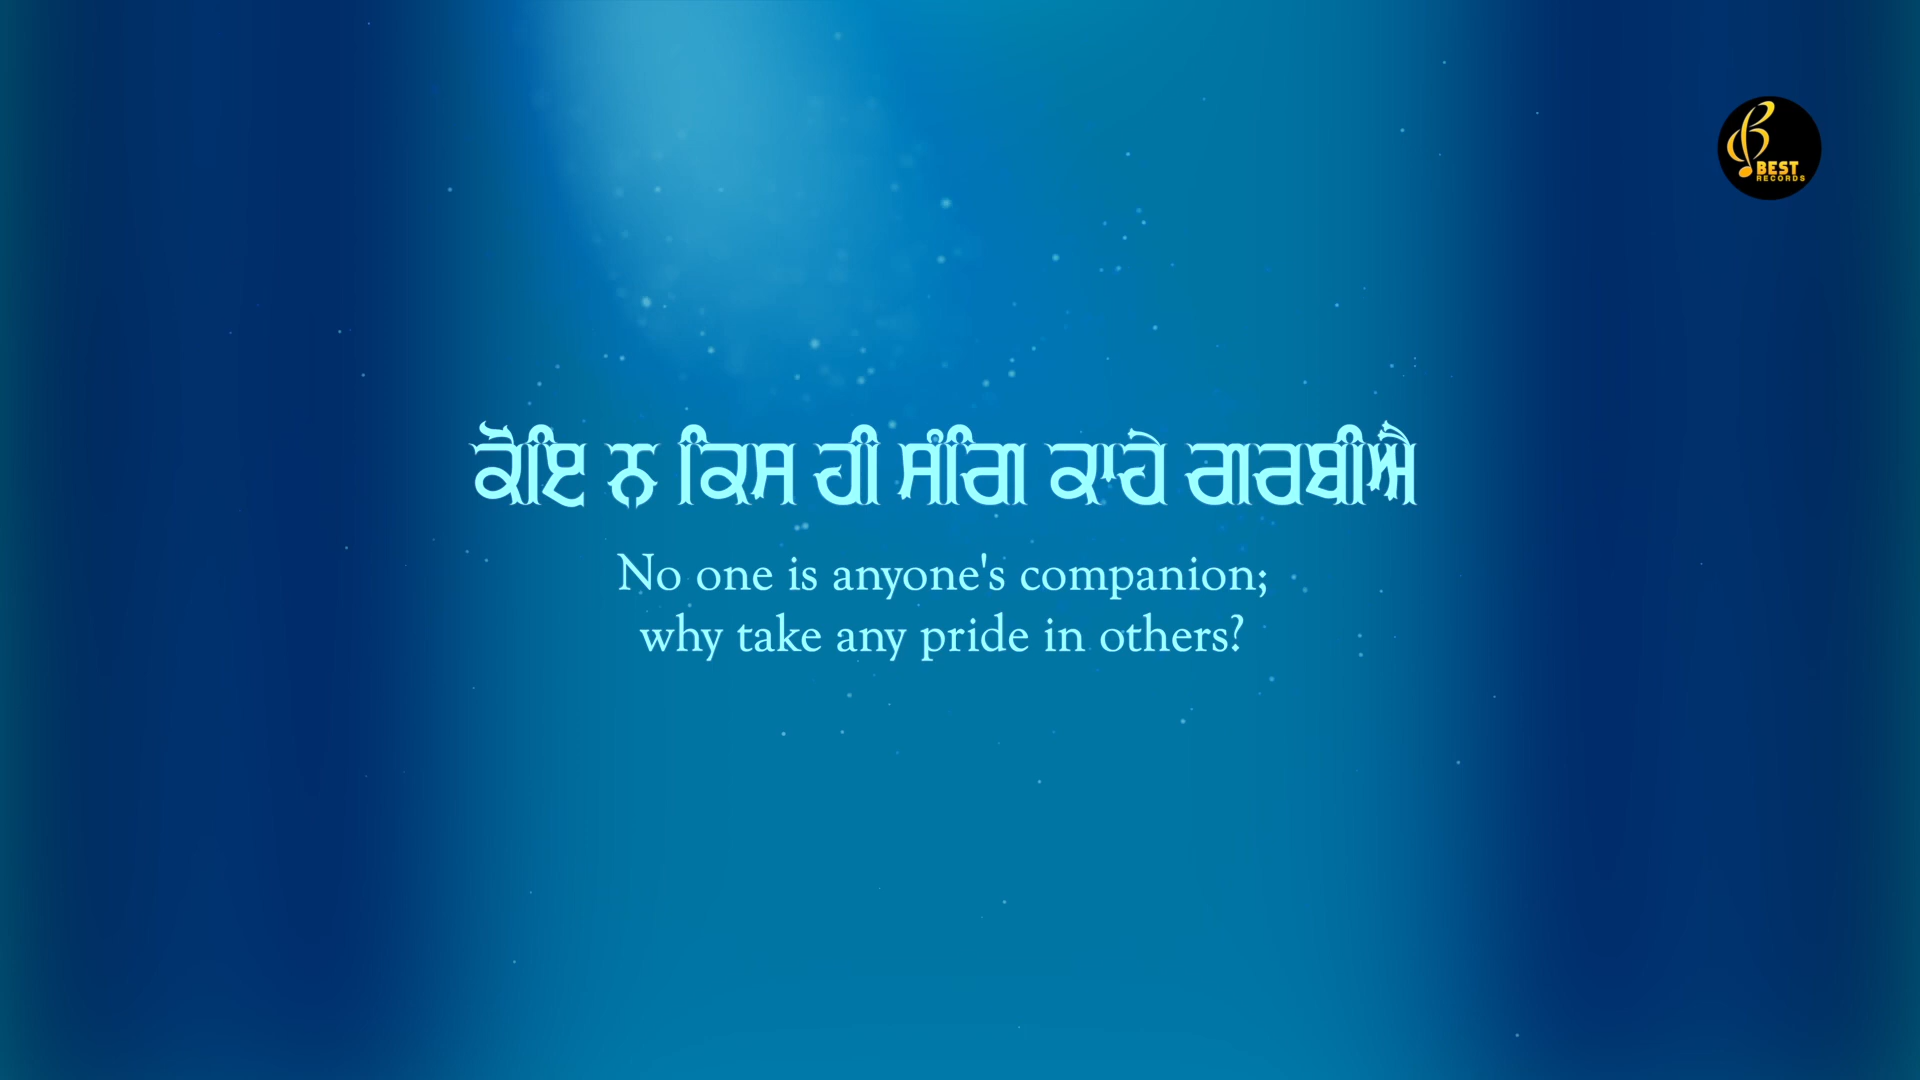 BEST
RECORDS
ਕੋਇ ਨ ਕਿਸ ਹੀ ਸੰਗਿ ਕਾਹੇ ਗਰਬੀਐ
No one is anyone's companion;
why take any pride in others?